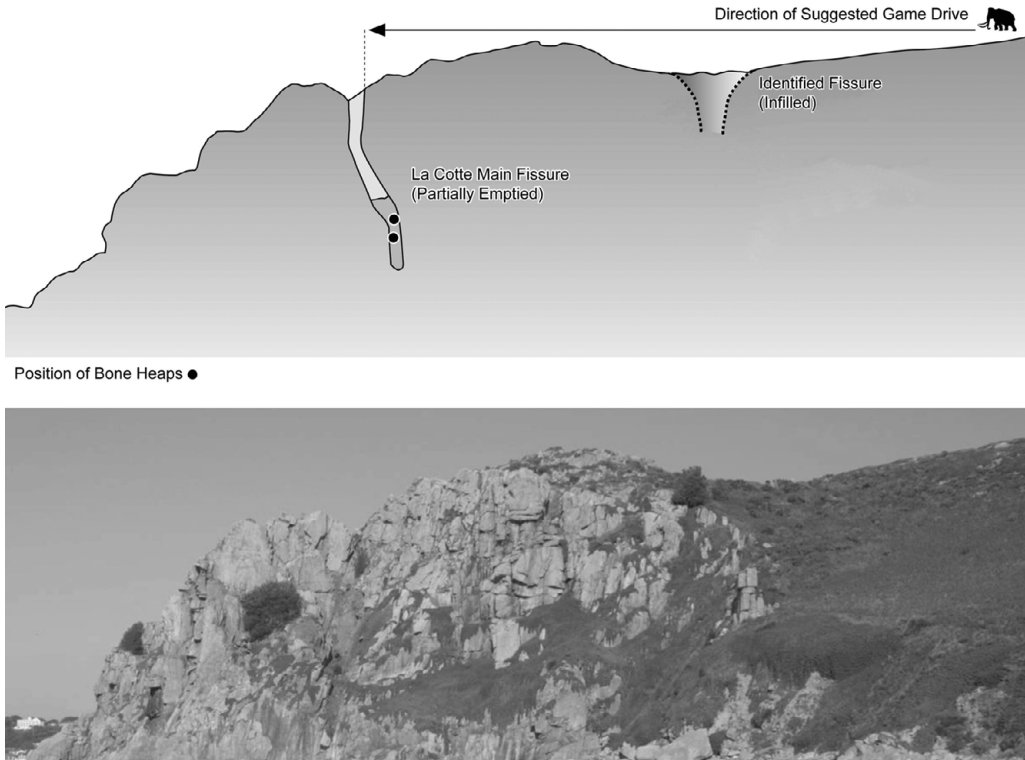 Direction of Suggested Game Drive
Identified Fissure
(Infilled)
La Cotte Main Fissure
(Partially Emptied)
Position of Bone Heaps